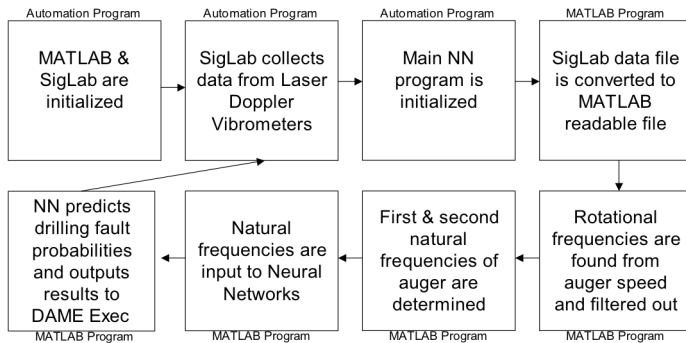 Automation Program
Automation Program
Automation Program
MATLAB Program
MATLAB &
SigLab are
initialized
SigLab collects
data from Laser
Doppler
Vibrometers
Main NN
program is
initialized
SigLab data file
is converted to
MATLAB
readable file
Rotational
frequencies are
found from
auger speed
and filtered out
First & second
natural
frequencies of
auger are
determined
Natural
frequencies are
input to Neural
Networks
NN predicts
drilling fault
probabilities
and outputs
results to
DAME Exec
MATLAB Program
MATLAB Program
MATLAB Program
MATLAB Program